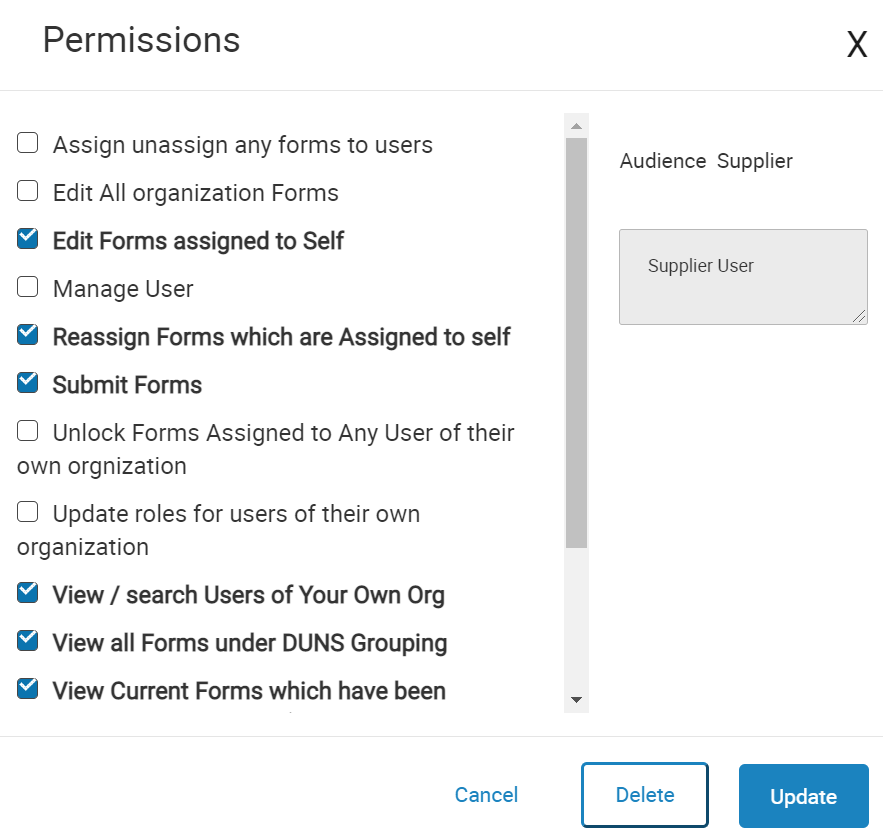 Permissions
X
Assign unassign any forms to users
Edit All organization Forms
Edit Forms assigned to Self
Manage User
Reassign Forms which are Assigned to self
Submit Forms
Unlock Forms Assigned to Any User of their
own orgnization
Update roles for users of their own
organization
View / search Users of Your Own Org
View all Forms under DUNS Grouping
View Current Forms which have been
Audience Supplier
Supplier User
Cancel
Delete
Update